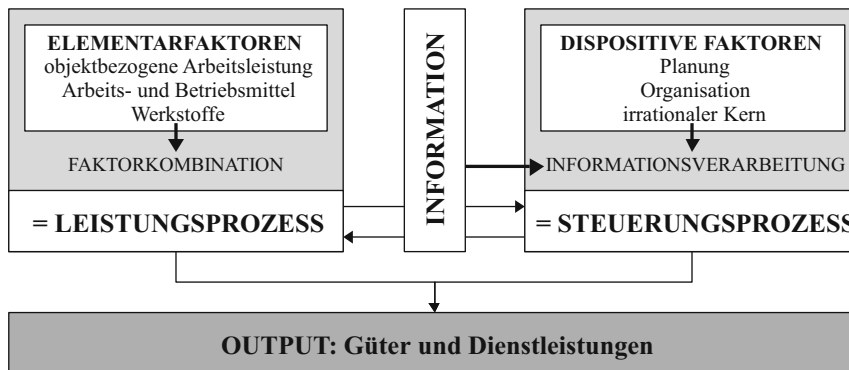 ELEMENTARFAKTOREN
objektbezogene Arbeitsleistung
Arbeits- und Betriebsmittel
Werkstoffe
FAKTORKOMBINATION
= LEISTUNGSPROZESS
INFORMATION
DISPOSITIVE FAKTOREN
Planung
Organisation
irrationaler Kern
INFORMATIONSVERARBEITUNG
= STEUERUNGSPROZESS
OUTPUT: Güter und Dienstleistungen